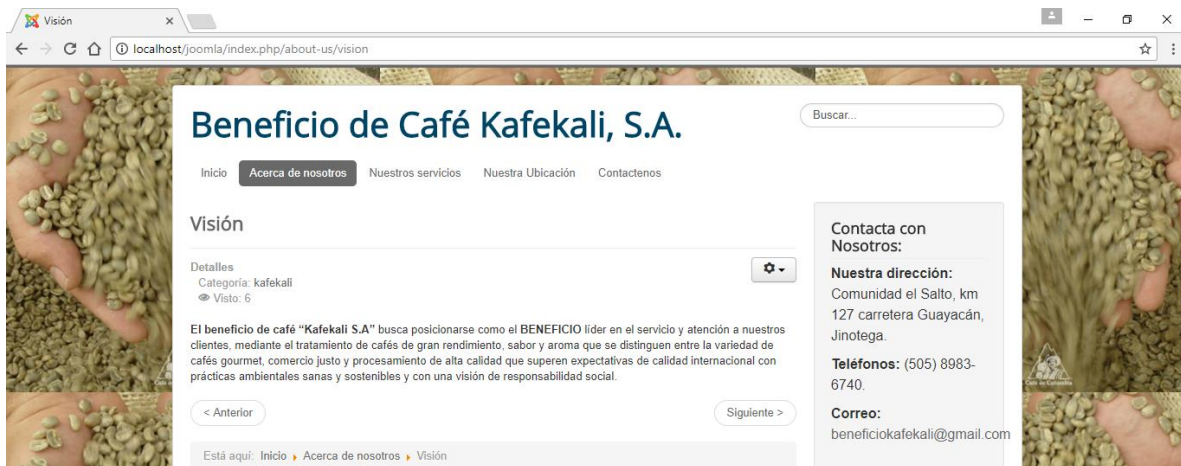 Visión
localhost/joomla/index.php/about-us/vision
Beneficio de Café Kafekali, S.A.
Buscar...
Inicio Acerca de nosotros Nuestros servicios Nuestra Ubicación Contactenos
Visión
Detalles
Categoría: kafekali
Visto: 6
El beneficio de café “Kafekali S.A” busca posicionarse como el BENEFICIO líder en el servicio y atención a nuestros
clientes, mediante el tratamiento de cafés de gran rendimiento, sabor y aroma que se distinguen entre la variedad de
cafés gourmet, comercio justo y procesamiento de alta calidad que superen expectativas de calidad internacional con
prácticas ambientales sanas y sostenibles y con una visión de responsabilidad social.
< Anterior
Siguiente >
Está aquí: Inicio Acerca de nosotros Visión
Contacta con
Nosotros:
Nuestra dirección:
Comunidad el Salto, km
127 carretera Guayacán,
Jinotega.
Teléfonos: (505) 8983-
6740.
Correo:
beneficiokafekali@gmail.com
Café de Colombia